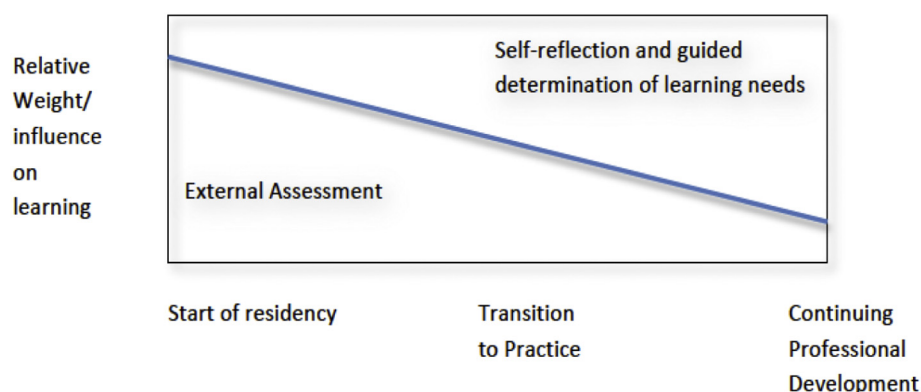 Relative
Weight/
influence
on
learning
Self-reflection and guided
determination of learning needs
External Assessment
Start of residency
Transition
to Practice
Continuing
Professional
Development